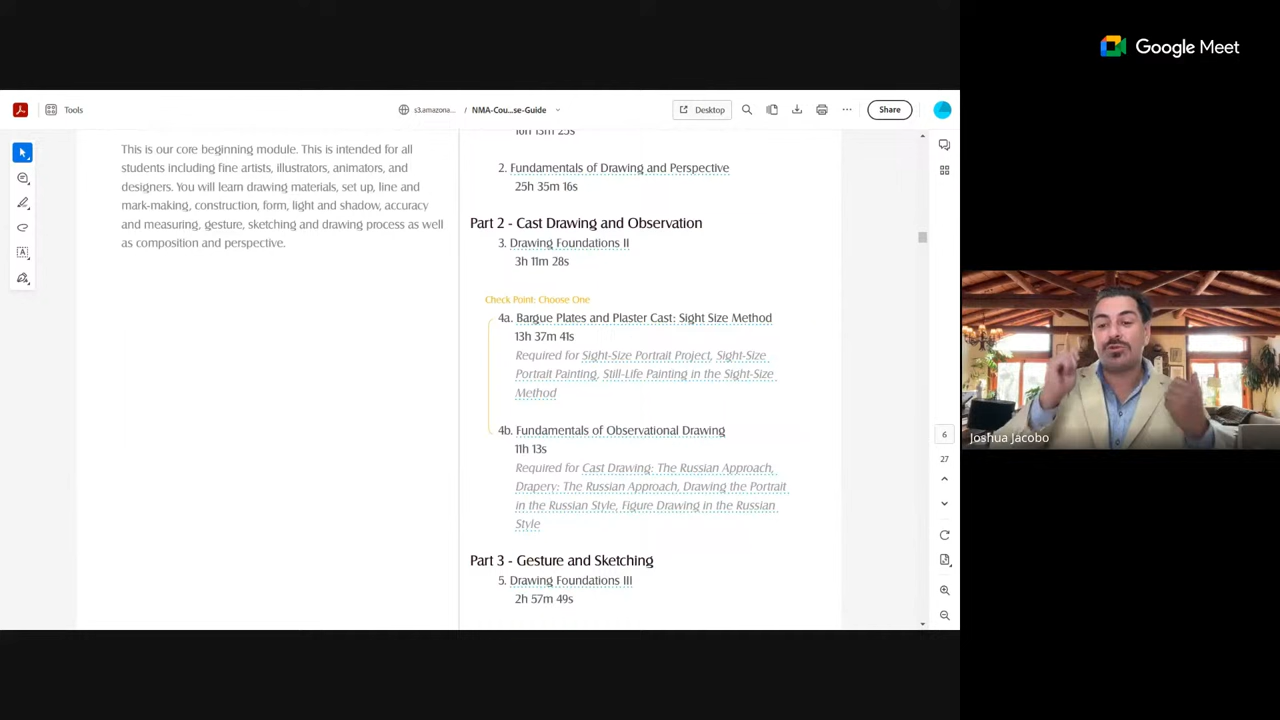 Google Meet
Tools
s3.amazona... / NMA-Cou...se-Guide
Desktop
Share
This is our core beginning module. This is intended for all
students including fine artists, illustrators, animators, and
designers. You will learn drawing materials, set up, line and
mark-making, construction, form, light and shadow, accuracy
and measuring, gesture, sketching and drawing process as well
as composition and perspective.
16h 13m 25s
2. Fundamentals of Drawing and Perspective
25h 35m 16s
Part 2 - Cast Drawing and Observation
3. Drawing Foundations II
3h 11m 28s
Check Point: Choose One
4a. Bargue Plates and Plaster Cast: Sight Size Method
13h 37m 41s
Required for Sight-Size Portrait Project, Sight-Size
Portrait Painting, Still-Life Painting in the Sight-Size
Method
4b. Fundamentals of Observational Drawing
11h 13s
Required for Cast Drawing: The Russian Approach,
Drapery: The Russian Approach, Drawing the Portrait
in the Russian Style, Figure Drawing in the Russian
Style
Part 3 - Gesture and Sketching
5. Drawing Foundations III
2h 57m 49s
6
27
Joshua Jacobo